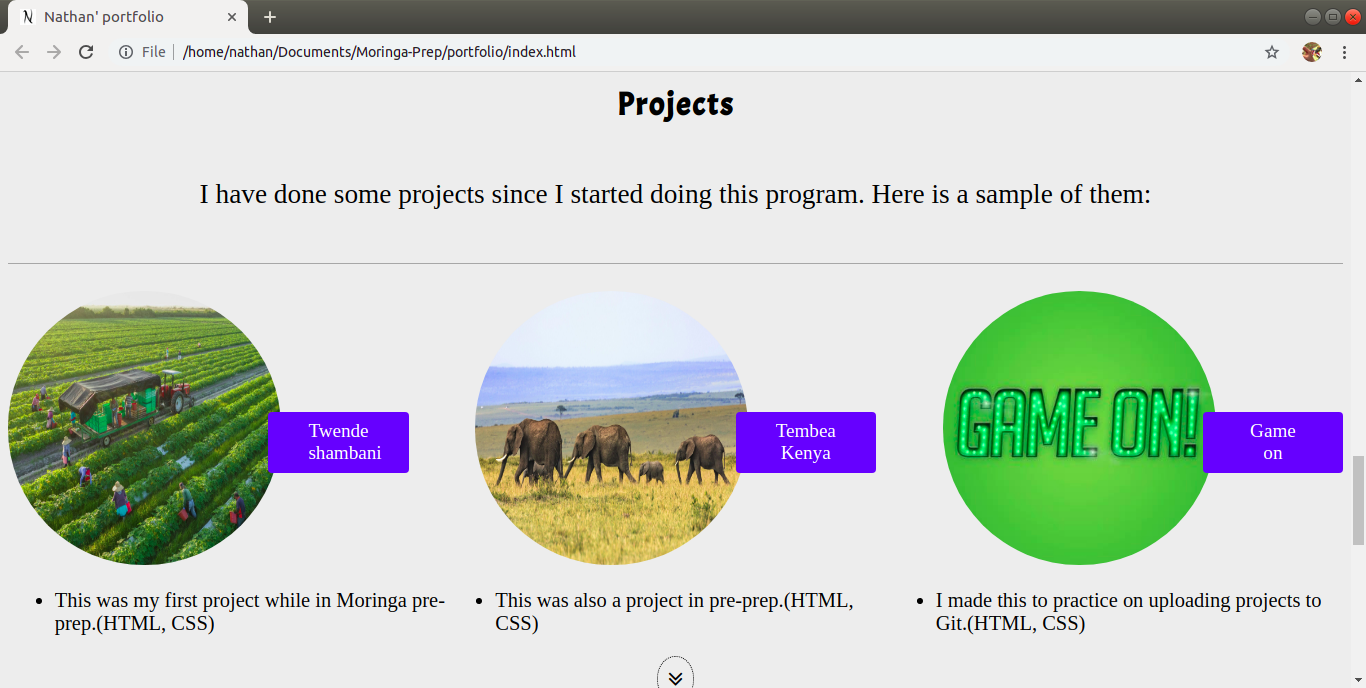 Nathan' portfolio
File | /home/nathan/Documents/Moringa-Prep/portfolio/index.html
Projects
I have done some projects since I started doing this program. Here is a sample of them:
Twende
shambani
Tembea
Kenya
GAME ON!
Game
on
• This was my first project while in Moringa pre-
prep.(HTML, CSS)
• This was also a project in pre-prep.(HTML,
CSS)
• I made this to practice on uploading projects to
Git.(HTML, CSS)